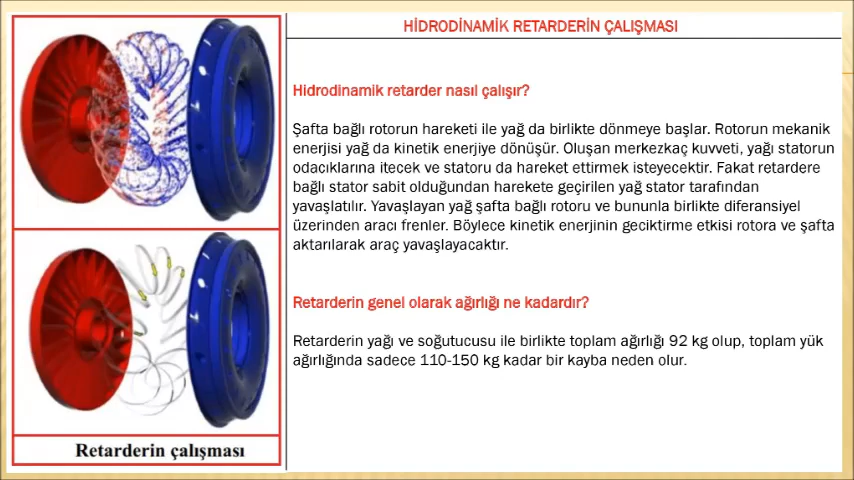 HİDRODİNAMİK RETARDERİN ÇALIŞMASI
Hidrodinamik retarder nasıl çalışır?
Şafta bağlı rotorun hareketi ile yağ da birlikte dönmeye başlar. Rotorun mekanik
enerjisi yağ da kinetik enerjiye dönüşür. Oluşan merkezkaç kuvveti, yağı statorun
odacıklarına itecek ve statoru da hareket ettirmek isteyecektir. Fakat retardere
bağlı stator sabit olduğundan harekete geçirilen yağ stator tarafından
yavaşlatılır. Yavaşlayan yağ şafta bağlı rotoru ve bununla birlikte diferansiyel
üzerinden aracı frenler. Böylece kinetik enerjinin geciktirme etkisi rotora ve şafta
aktarılarak araç yavaşlayacaktır.
Retarderin genel olarak ağırlığı ne kadardır?
Retarderin yağı ve soğutucusu ile birlikte toplam ağırlığı 92 kg olup, toplam yük
ağırlığında sadece 110-150 kg kadar bir kayba neden olur.
Retarderin çalışması